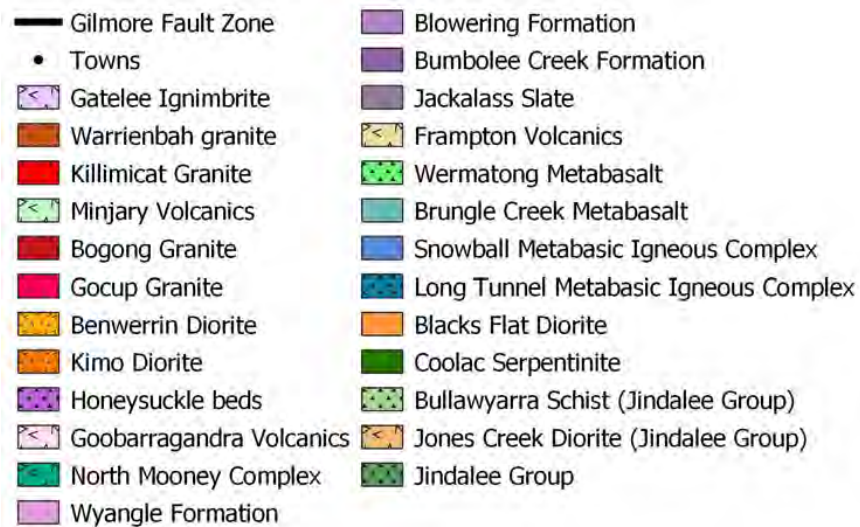 Gilmore Fault Zone
Towns
Gatelee Ignimbrite
Warrienbah granite
Killimicat Granite
Minjary Volcanics
Bogong Granite
Gocup Granite
Benwerrin Diorite
Kimo Diorite
Honeysuckle beds
Goobarragandra Volcanics
North Mooney Complex
Wyangle Formation
Blowering Formation
Bumbolee Creek Formation
Jackalass Slate
Frampton Volcanics
Wermatong Metabasalt
Brungle Creek Metabasalt
Snowball Metabasic Igneous Complex
Long Tunnel Metabasic Igneous Complex
Blacks Flat Diorite
Coolac Serpentinite
Bullawyarra Schist (Jindalee Group)
Jones Creek Diorite (Jindalee Group)
Jindalee Group